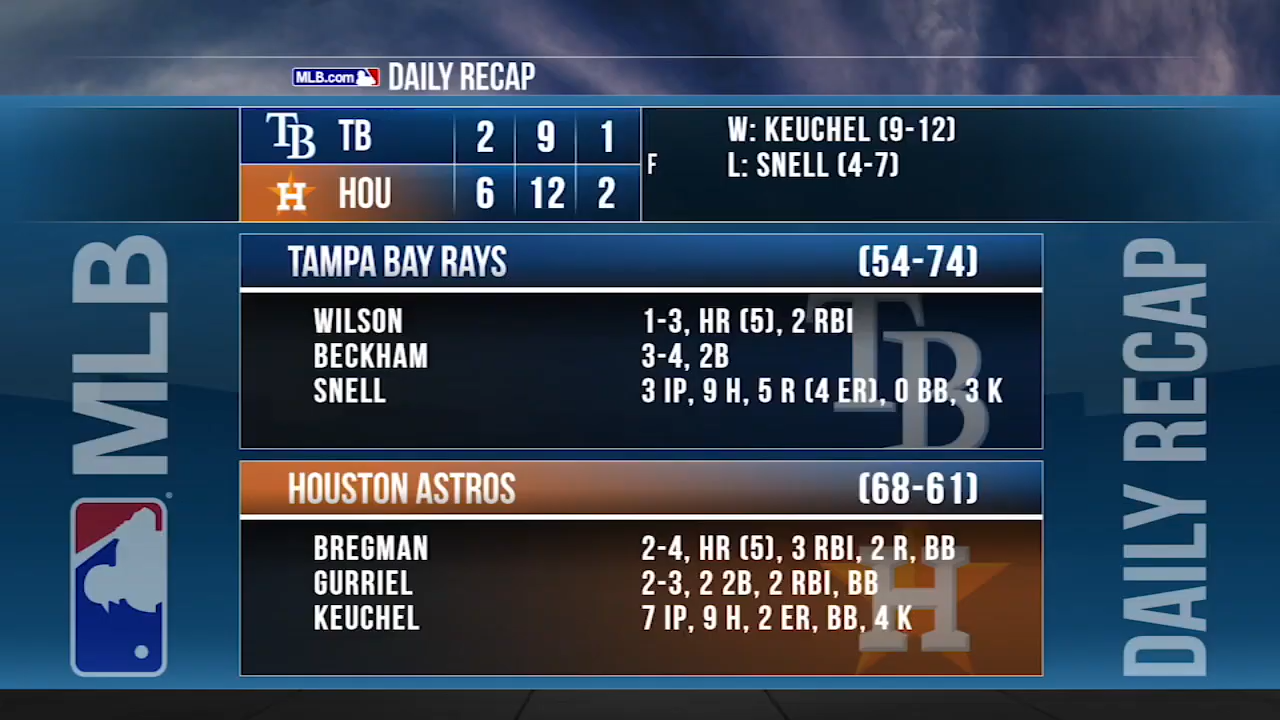 MLB.com DAILY RECAP
TB TB 2 9 1
H HOU 6 12 2
F
W: KEUCHEL (9-12)
L: SNELL (4-7)
TAMPA BAY RAYS (54-74)
WILSON 1-3, HR (5), 2 RBI
BECKHAM 3-4, 2B
SNELL 3 IP, 9 H, 5 R (4 ER), 0 BB, 3 K
TB
HOUSTON ASTROS (68-61)
BREGMAN 2-4, HR (5), 3 RBI, 2 R, BB
GURRIEL 2-3, 2 2B, 2 RBI, BB
KEUCHEL 7 IP, 9 H, 2 ER, BB, 4 K
H
MLB
DAILY RECAP